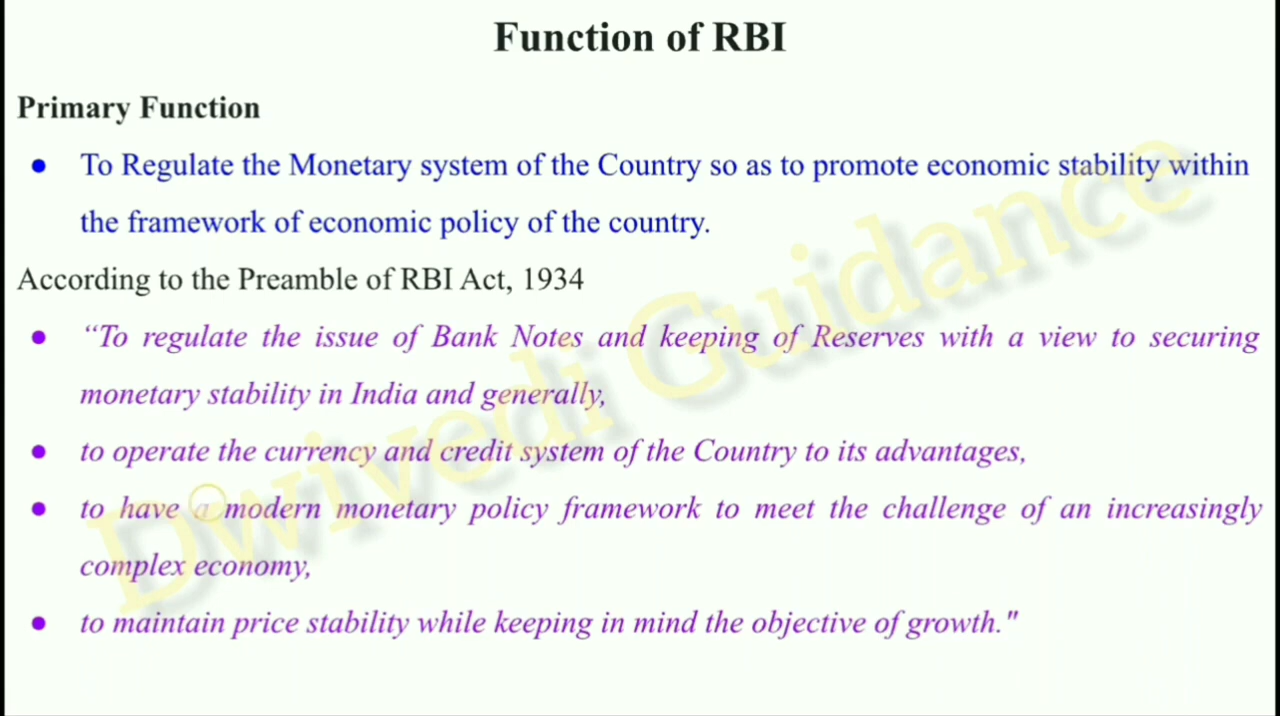 Function of RBI
Primary Function
● To Regulate the Monetary system of the Country so as to promote economic stability within
the framework of economic policy of the country.
According to the Preamble of RBI Act, 1934
● “To regulate the issue of Bank Notes and keeping of Reserves with a view to securing
monetary stability in India and generally,
● to operate the currency and credit system of the Country to its advantages,
● to have a modern monetary policy framework to meet the challenge of an increasingly
complex economy,
● to maintain price stability while keeping in mind the objective of growth."
Dwivedi Guidance